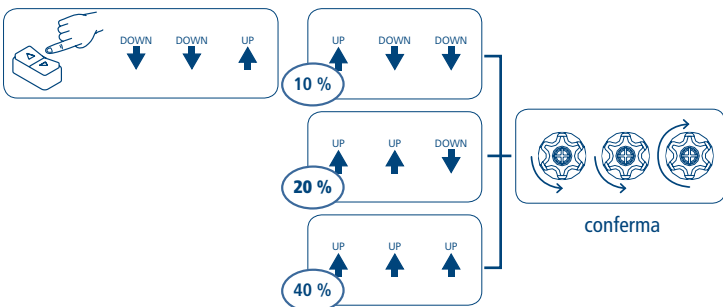 DOWN DOWN UP
UP DOWN DOWN
10 %
UP UP DOWN
20 %
UP UP UP
40 %
conferma